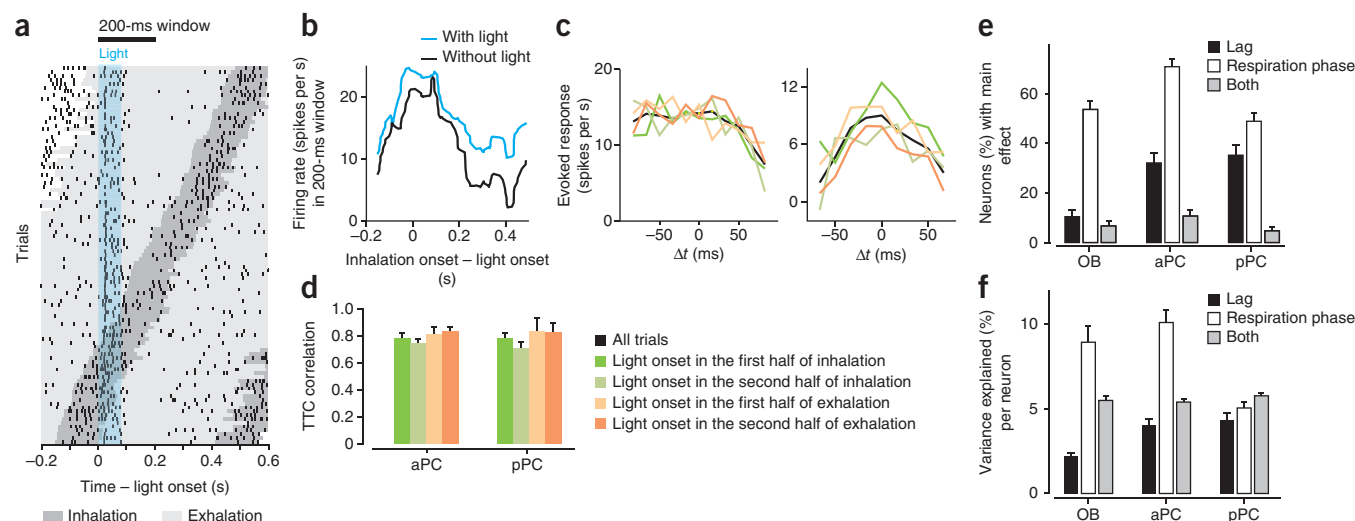 a
200-ms window
Light
Trials
−0.2 0 0.2 0.4 0.6
Time – light onset (s)
Inhalation Exhalation
b
With light
Without light
Firing rate (spikes per s)
in 200-ms window
20
10
0
−0.2 0 0.2 0.4
Inhalation onset – light onset
(s)
c
Evoked response
(spikes per s)
20
15
10
5
0
−50 0 50
Δt (ms)
12
6
0
−50 0 50
Δt (ms)
d
TTC correlation
1.0
0.8
0.6
0.4
0.2
0
aPC pPC
All trials
Light onset in the first half of inhalation
Light onset in the second half of inhalation
Light onset in the first half of exhalation
Light onset in the second half of exhalation
e
Neurons (%) with main
effect
60
40
20
0
Lag
Respiration phase
Both
OB aPC pPC
f
Variance explained (%)
per neuron
10
5
0
Lag
Respiration phase
Both
OB aPC pPC